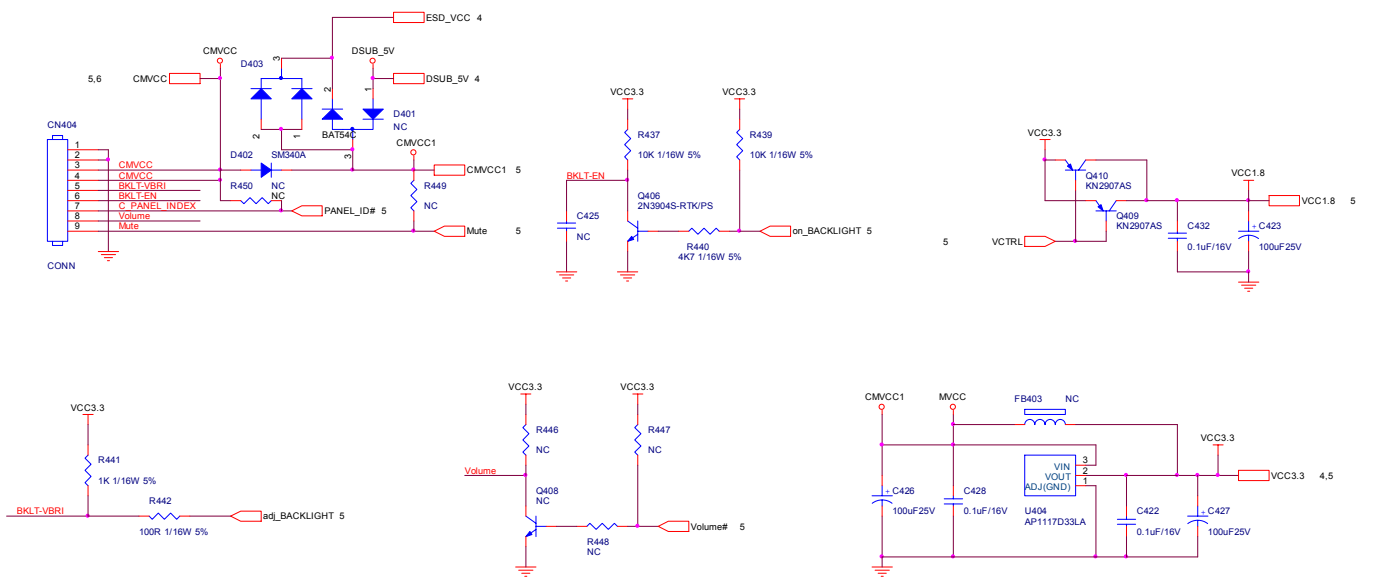 ESD_VCC 4
CMVCC
D403
3
DSUB_5V
5,6 CMVCC
2
1
DSUB_5V 4
D401
NC
2
1
BAT54C
3
CN404
1
2
3 CMVCC
4 CMVCC
5 BKLT-VBRI
6 BKLT-EN
7 C_PANEL_INDEX
8 Volume
9 Mute
CONN
D402 SM340A
NC
R450
NC
CMVCC1
CMVCC1 5
R449
NC
PANEL_ID# 5
Mute 5
VCC3.3
R437
10K 1/16W 5%
VCC3.3
R439
10K 1/16W 5%
BKLT-EN
Q406
2N3904S-RTK/PS
C425
NC
R440
4K7 1/16W 5%
on_BACKLIGHT 5
VCC3.3
Q410
KN2907AS
VCC1.8
VCC1.8 5
Q409
KN2907AS
5 VCTRL
C432
0.1uF/16V
+ C423
100uF25V
VCC3.3
R441
1K 1/16W 5%
BKLT-VBRI
R442
100R 1/16W 5%
adj_BACKLIGHT 5
VCC3.3
R446
NC
VCC3.3
R447
NC
Volume
Q408
NC
R448
NC
Volume# 5
CMVCC1
MVCC
FB403 NC
VCC3.3
VIN 3
VOUT 2
ADJ(GND) 1
VCC3.3 4,5
U404
AP1117D33LA
+ C426
100uF25V
C428
0.1uF/16V
C422
0.1uF/16V
+ C427
100uF25V